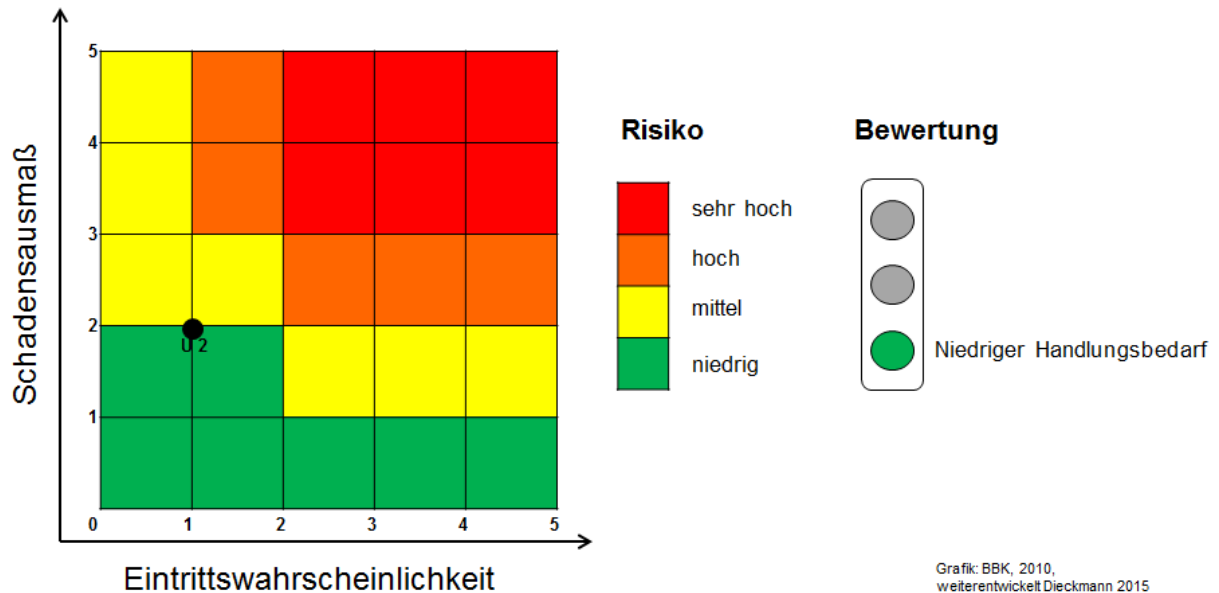 Schadensausmaß
5
4
3
2
1
U 2
0 1 2 3 4 5
Eintrittswahrscheinlichkeit
Risiko
sehr hoch
hoch
mittel
niedrig
Bewertung
Niedriger Handlungsbedarf
Grafik: BBK, 2010,
weiterentwickelt Dieckmann 2015